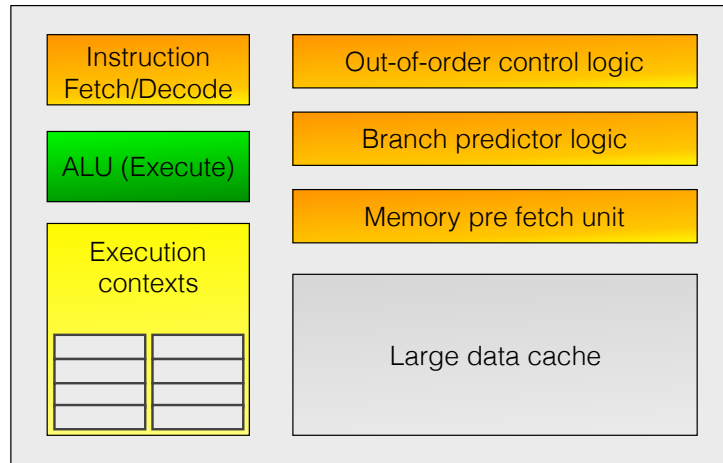 Instruction
Fetch/Decode
ALU (Execute)
Execution
contexts
Out-of-order control logic
Branch predictor logic
Memory pre fetch unit
Large data cache